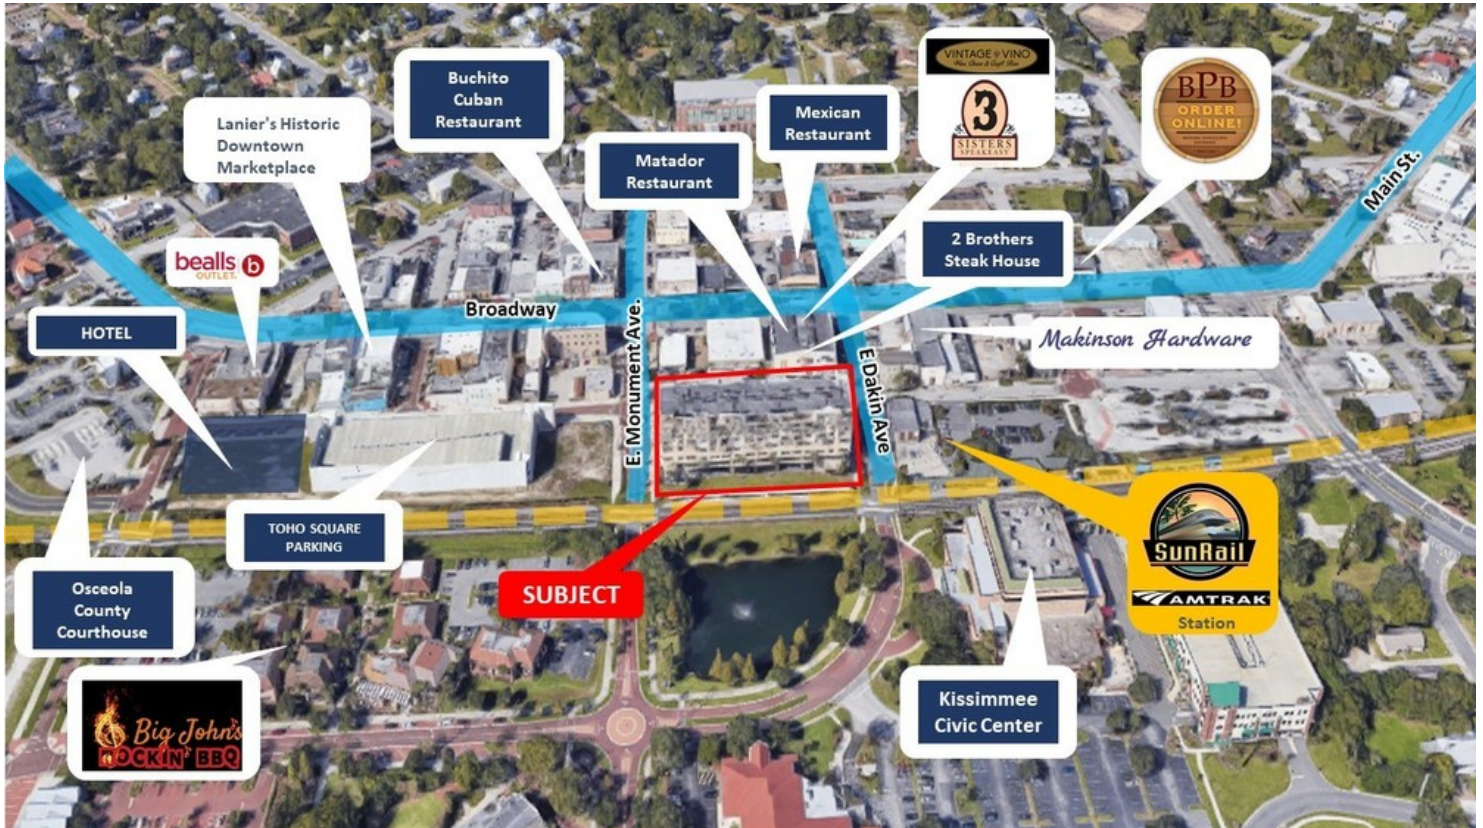 VINTAGE VINO
3
SISTERS
SPEAKEASY
BPB
ORDER
ONLINE!
Buchito
Cuban
Restaurant
Mexican
Restaurant
Lanier's Historic
Downtown
Marketplace
Matador
Restaurant
Main St.
2 Brothers
Steak House
bealls b
OUTLET.
Broadway
HOTEL
E. Monument Ave.
Makinson Hardware
E Dakin Ave
TOHO SQUARE
PARKING
SUBJECT
SunRail
AMTRAK
Station
Osceola
County
Courthouse
Kissimmee
Civic Center
Big John's
ROCKIN' BBQ